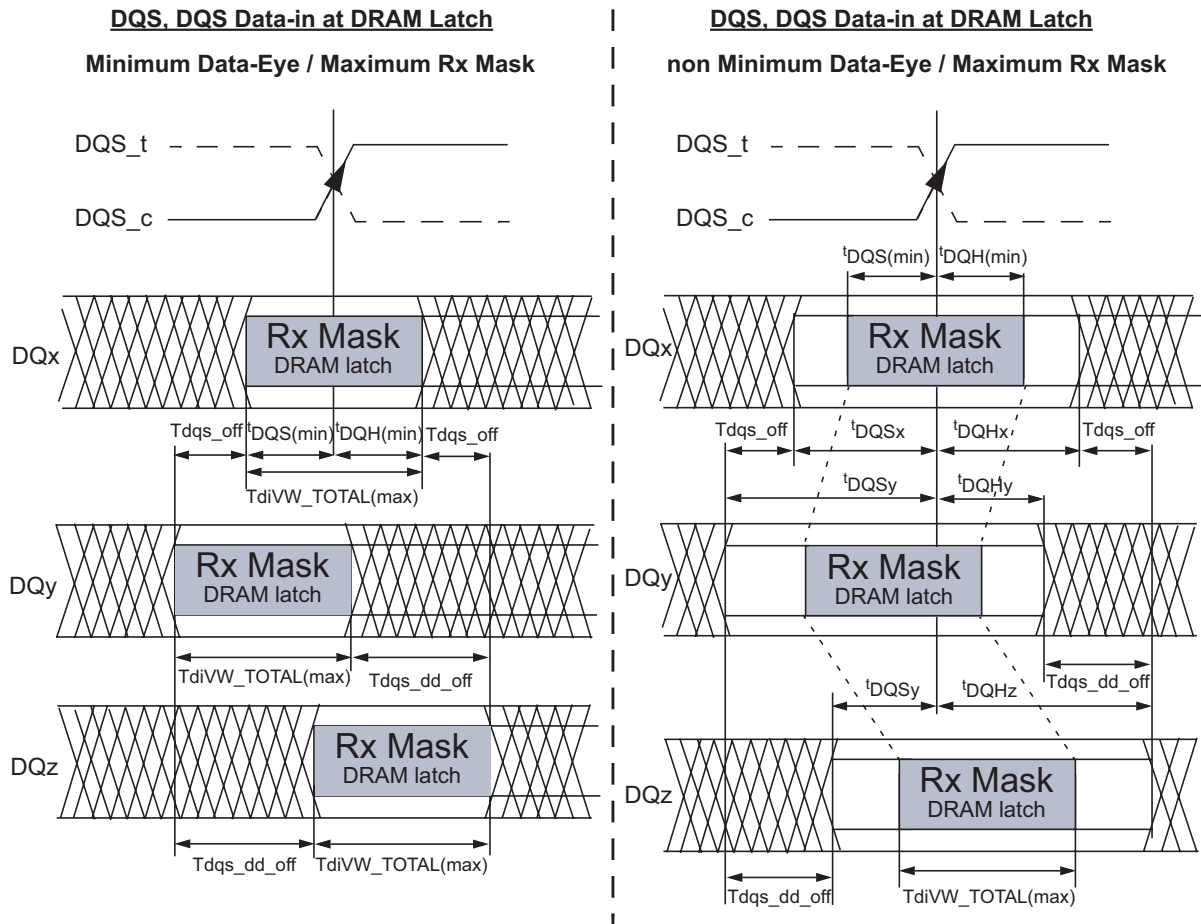 DQS, DQS Data-in at DRAM Latch
Minimum Data-Eye / Maximum Rx Mask
DQS_t
DQS_c
DQx
Rx Mask
DRAM latch
Tdqs_off
tDQS(min)
tDQH(min)
Tdqs_off
TdiVW_TOTAL(max)
DQy
Rx Mask
DRAM latch
TdiVW_TOTAL(max)
Tdqs_dd_off
DQz
Rx Mask
DRAM latch
Tdqs_dd_off
TdiVW_TOTAL(max)
DQS, DQS Data-in at DRAM Latch
non Minimum Data-Eye / Maximum Rx Mask
DQS_t
DQS_c
tDQS(min)
tDQH(min)
DQx
Rx Mask
DRAM latch
Tdqs_off
tDQSx
tDQHx
Tdqs_off
tDQSy
tDQHy
DQy
Rx Mask
DRAM latch
Tdqs_dd_off
tDQSy
tDQHz
DQz
Rx Mask
DRAM latch
Tdqs_dd_off
TdiVW_TOTAL(max)